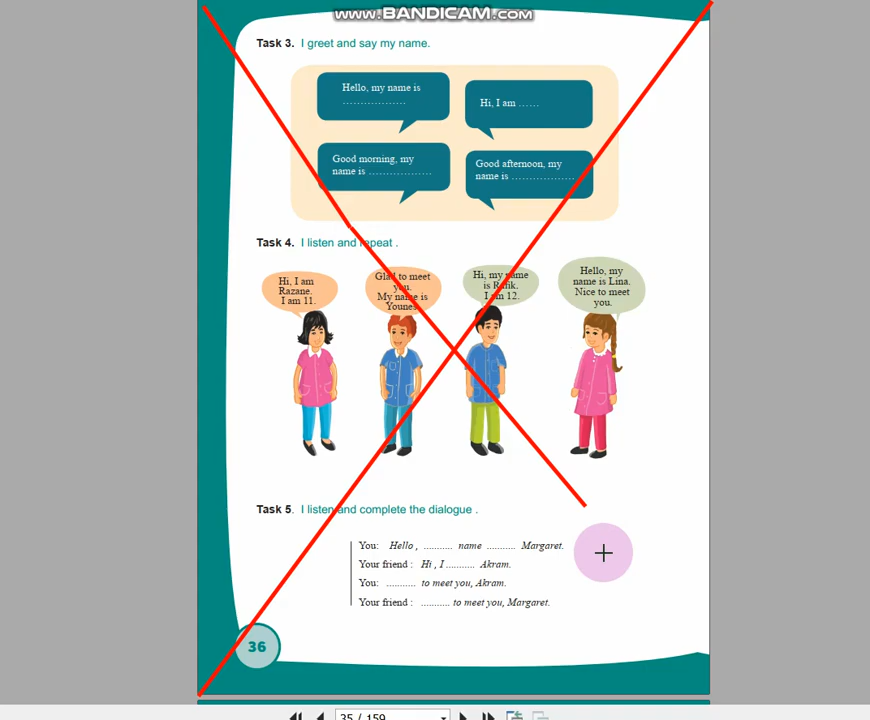 WWW.BANDICAM.COM
Task 3. I greet and say my name.
Hello, my name is
..................
Hi, I am ......
Good morning, my
name is ..................
Good afternoon, my
name is ..................
Task 4. I listen and repeat .
Hi, I am
Razane.
I am 11.
Glad to meet
you.
My name is
Younes
Hi, my name
is Rafik.
I am 12.
Hello, my
name is Lina.
Nice to meet
you.
Task 5. I listen and complete the dialogue .
You: Hello , ........... name .......... Margaret.
Your friend : Hi , I .......... Akram.
You: .......... to meet you, Akram.
Your friend : .......... to meet you, Margaret.
36
35 / 159